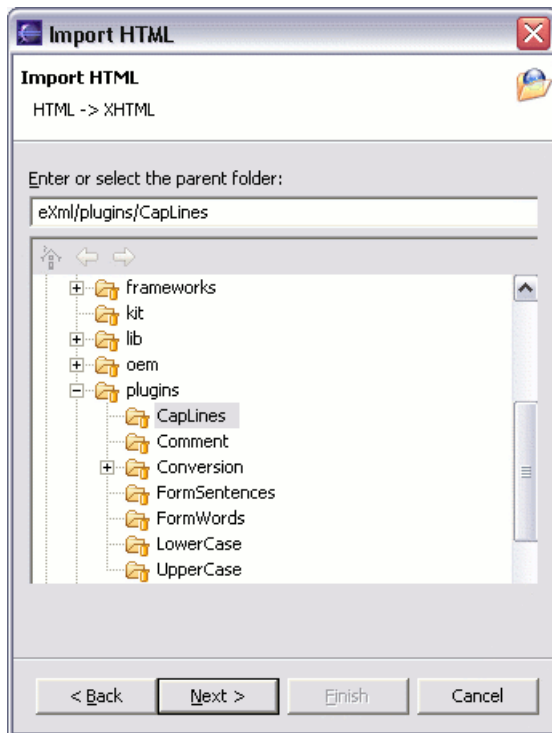 Import HTML
Import HTML
HTML -> XHTML
Enter or select the parent folder:
eXml/plugins/CapLines
frameworks
kit
lib
oem
plugins
CapLines
Comment
Conversion
FormSentences
FormWords
LowerCase
UpperCase
< Back
Next >
Finish
Cancel